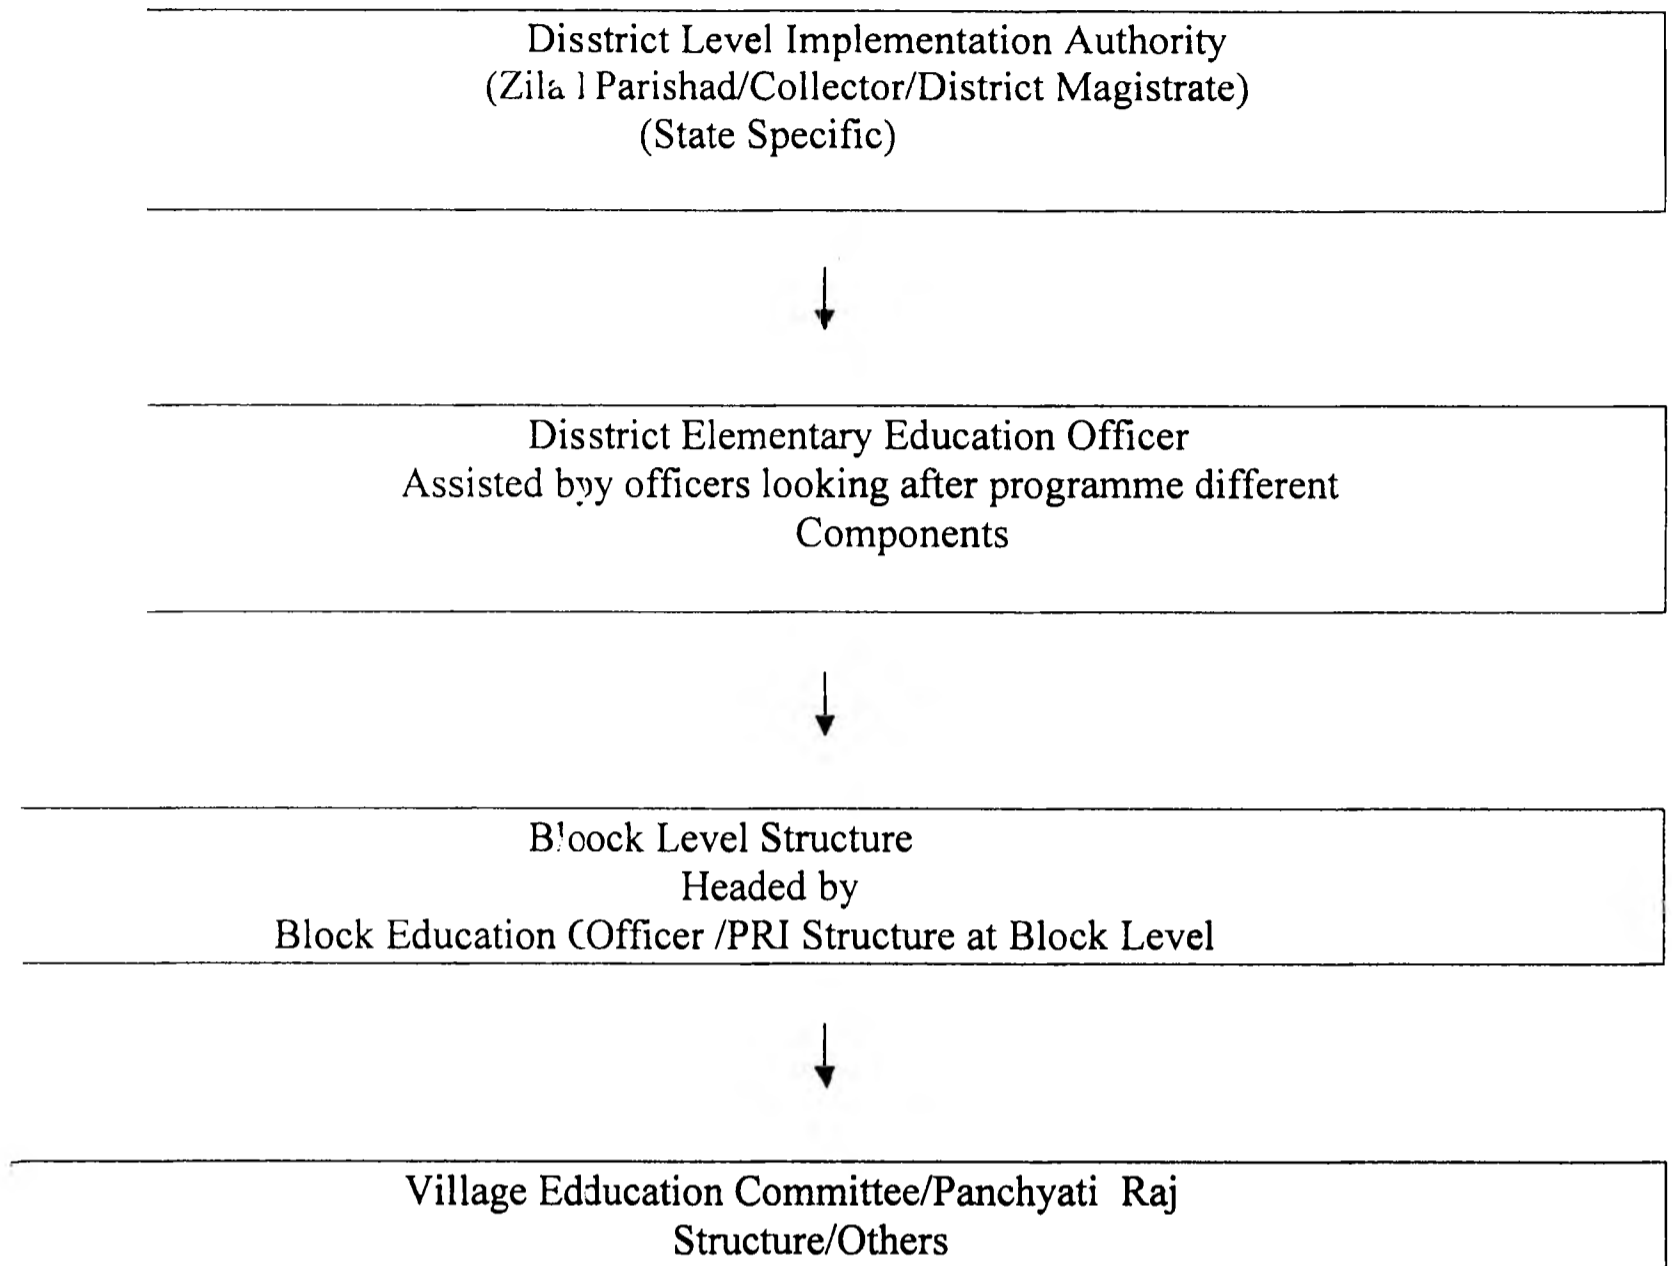 Disstrict Level Implementation Authority
(Zila l Parishad/Collector/District Magistrate)
(State Specific)
Disstrict Elementary Education Officer
Assisted byy officers looking after programme different
Components
Bloock Level Structure
Headed by
Block Education COfficer /PRI Structure at Block Level
Village Edducation Committee/Panchyati Raj
Structure/Others